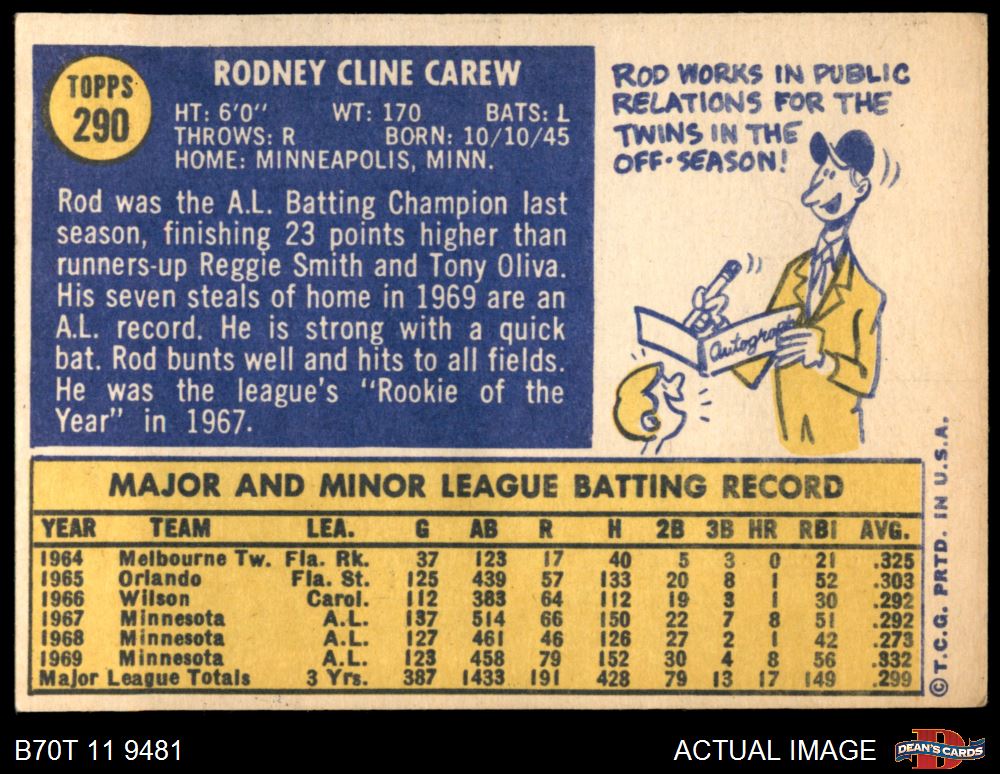 TOPPS
290
RODNEY CLINE CAREW
HT: 6'0" WT: 170 BATS: L
THROWS: R BORN: 10/10/45
HOME: MINNEAPOLIS, MINN.
Rod was the A.L. Batting Champion last
season, finishing 23 points higher than
runners-up Reggie Smith and Tony Oliva.
His seven steals of home in 1969 are an
A.L. record. He is strong with a quick
bat. Rod bunts well and hits to all fields.
He was the league's "Rookie of the
Year" in 1967.
ROD WORKS IN PUBLIC
RELATIONS FOR THE
TWINS IN THE
OFF-SEASON!
Autograph
MAJOR AND MINOR LEAGUE BATTING RECORD
YEAR TEAM LEA. G AB R H 2B 3B HR RBI AVG.
1964 Melbourne Tw. Fla. Rk. 37 123 17 40 5 3 0 21 .325
1965 Orlando Fla. St. 125 439 57 133 20 8 1 52 .303
1966 Wilson Carol. 112 383 64 112 19 3 1 30 .292
1967 Minnesota A.L. 137 514 66 150 22 7 8 51 .292
1968 Minnesota A.L. 127 461 46 126 27 2 1 42 .273
1969 Minnesota A.L. 123 458 79 152 30 4 8 56 .332
Major League Totals 3 Yrs. 387 1433 191 428 79 13 17 149 .299
© T.C.G. PRTD. IN U.S.A.
B70T 11 9481
ACTUAL IMAGE
DEAN'S CARDS